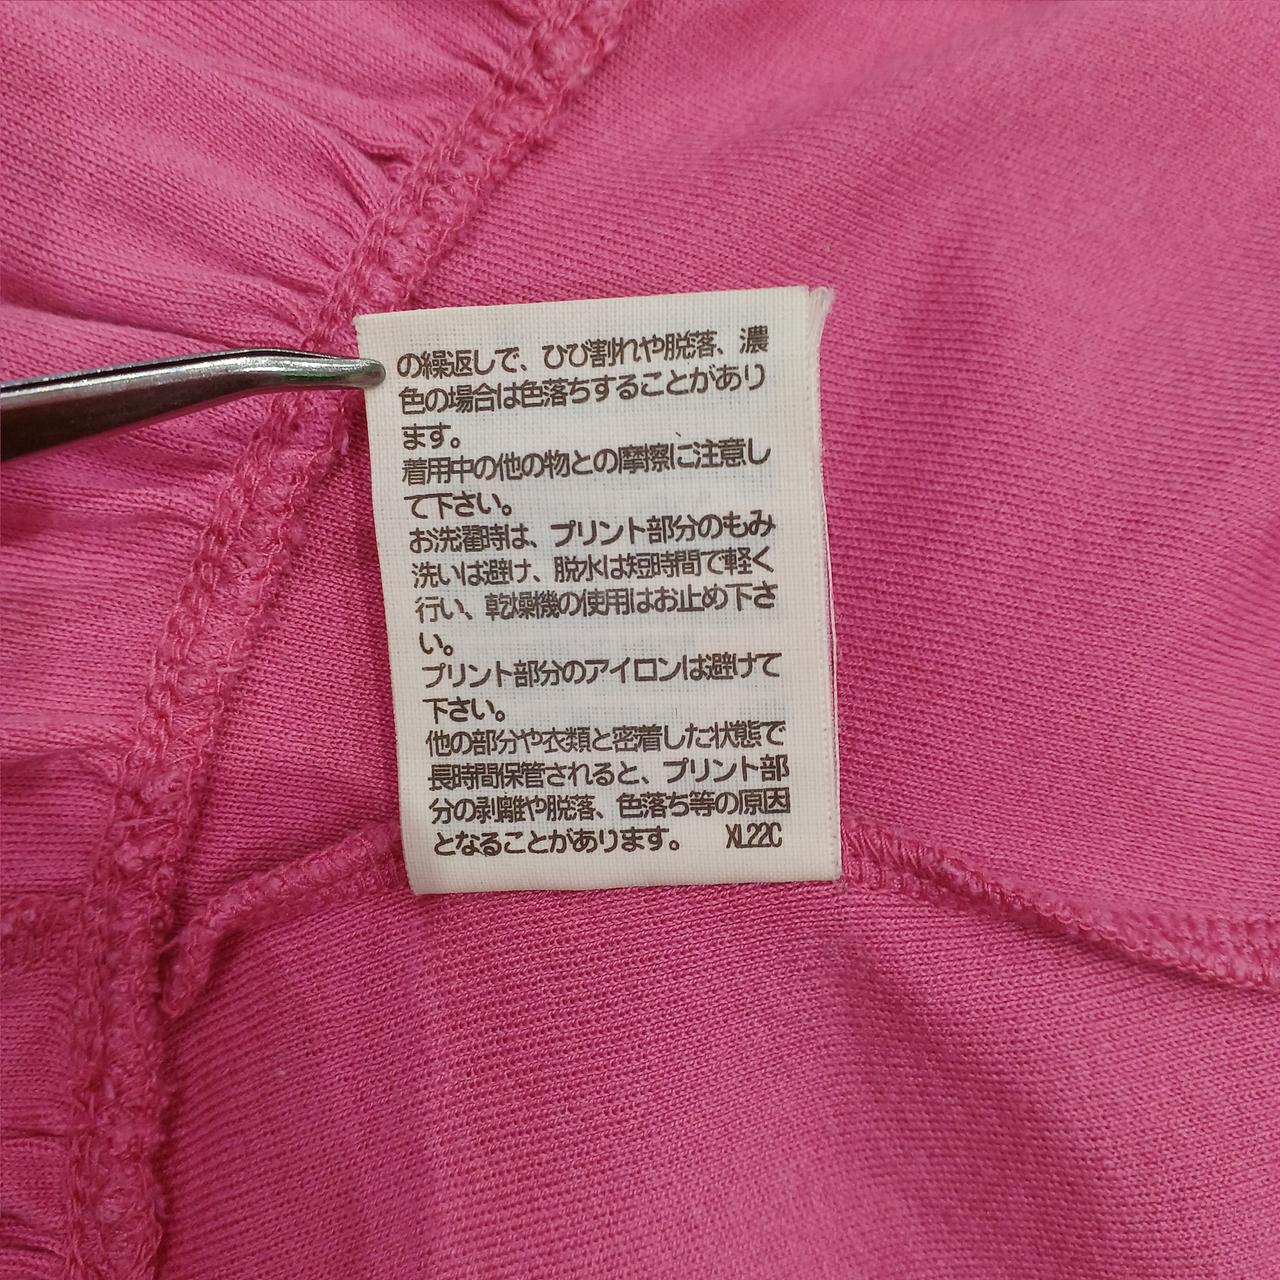 の繰返しで、ひび割れや脱落、濃
色の場合は色落ちすることがあり
ます。
着用中の他の物との摩擦に注意し
て下さい。
お洗濯時は、プリント部分のもみ
洗いは避け、脱水は短時間で軽く
行い、乾燥機の使用はお止め下さ
い。
プリント部分のアイロンは避けて
下さい。
他の部分や衣類と密着した状態で
長時間保管されると、プリント部
分の剥離や脱落、色落ち等の原因
となることがあります。 XL22C